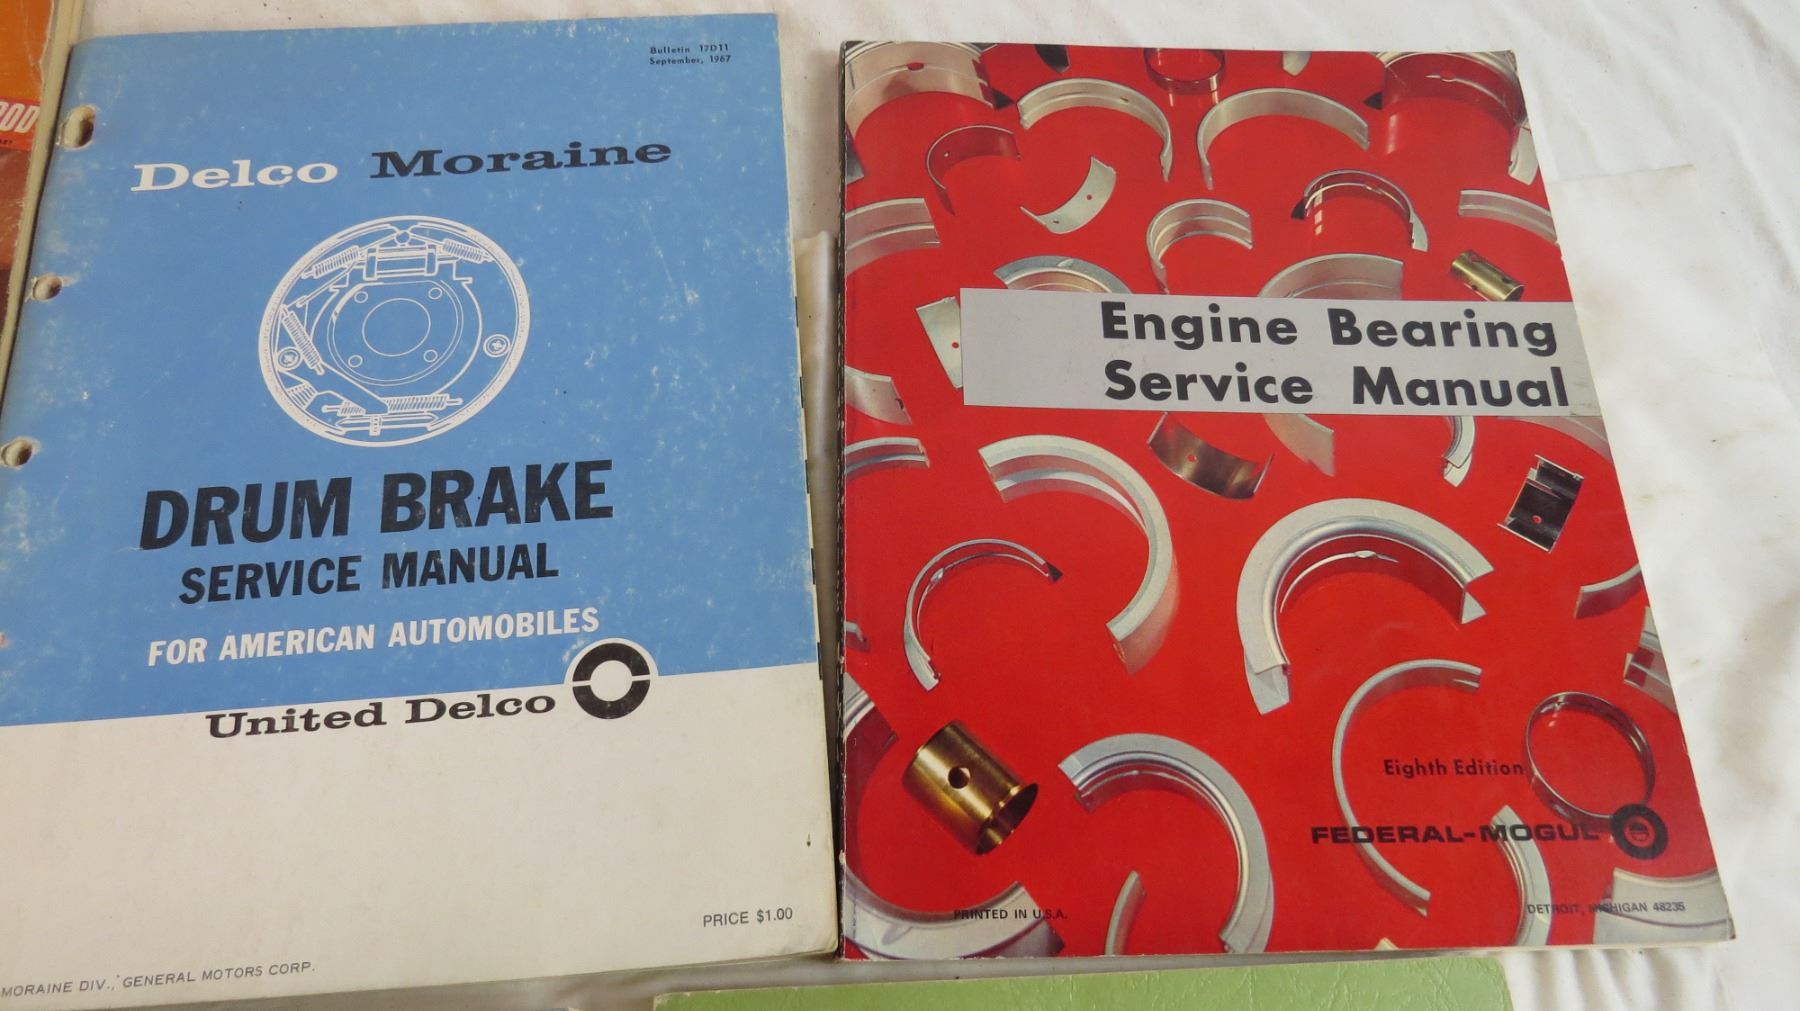 OD
Bulletin 17D11
September, 1967
Delco Moraine
DRUM BRAKE
SERVICE MANUAL
FOR AMERICAN AUTOMOBILES
United Delco
PRICE $1.00
MORAINE DIV., GENERAL MOTORS CORP.
Engine Bearing
Service Manual
Eighth Edition
FEDERAL-MOGUL
PRINTED IN U.S.A.
DETROIT, MICHIGAN 48235